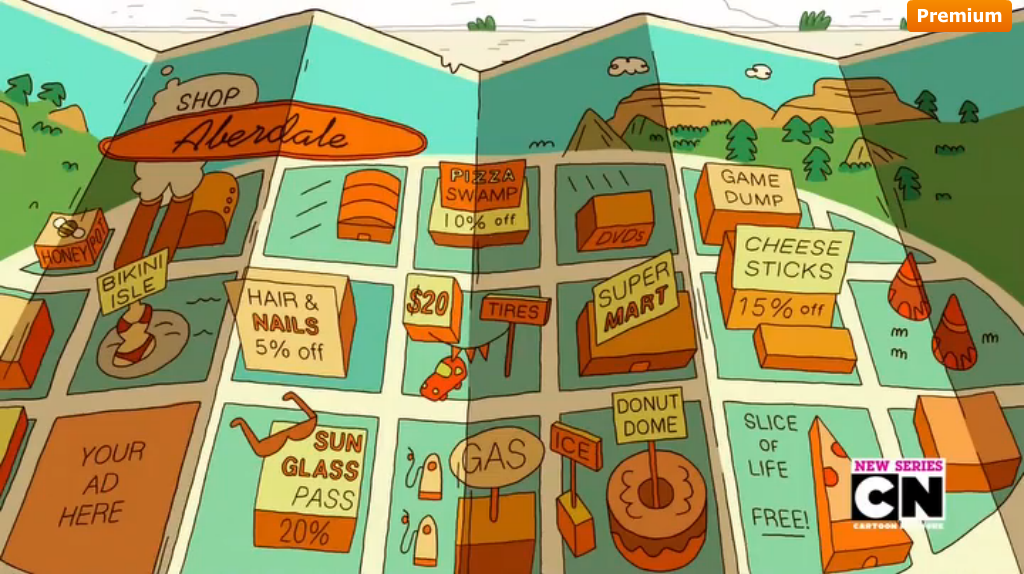 Premium
SHOP
Aberdale
PIZZA
SWAMP
10% off
GAME
DUMP
DVDs
HONEY POT
BIKINI
ISLE
CHEESE
STICKS
15% off
HAIR &
NAILS
5% off
$20
TIRES
SUPER
MART
YOUR
AD
HERE
SUN
GLASS
PASS
20%
GAS
ICE
DONUT
DOME
SLICE
OF
LIFE
FREE!
NEW SERIES
CN
CARTOON NETWORK